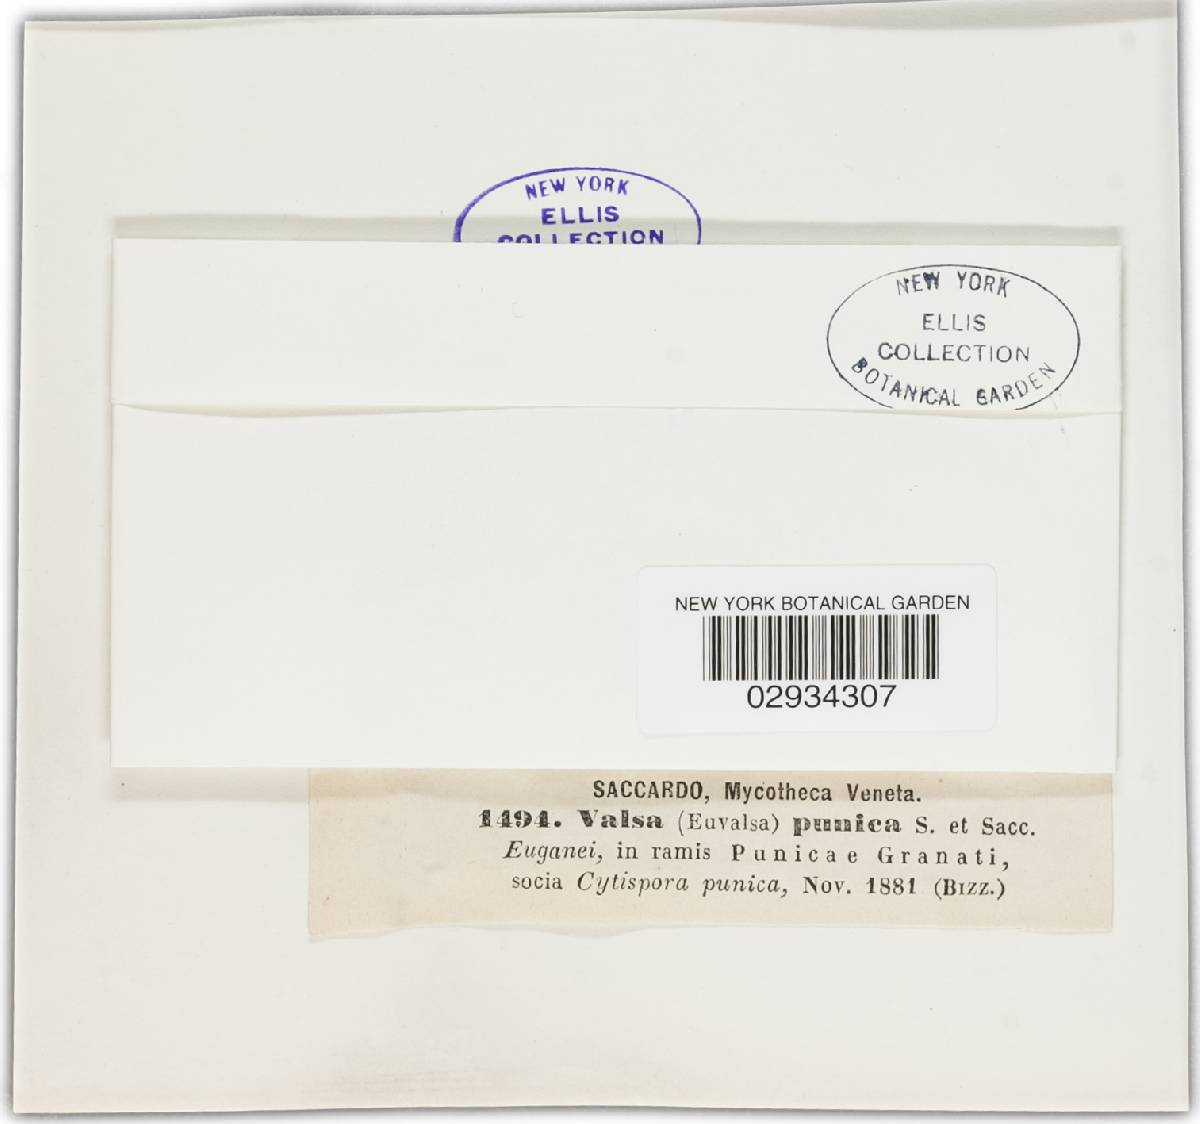 NEW YORK
ELLIS
COLLECTION
NEW YORK
ELLIS
COLLECTION
BOTANICAL GARDEN
NEW YORK BOTANICAL GARDEN
02934307
SACCARDO, Mycotheca Veneta.
1494. Valsa (Euvalsa) punica S. et Sacc.
Euganei, in ramis Punicae Granati,
socia Cytispora punica, Nov. 1881 (BIZZ.)